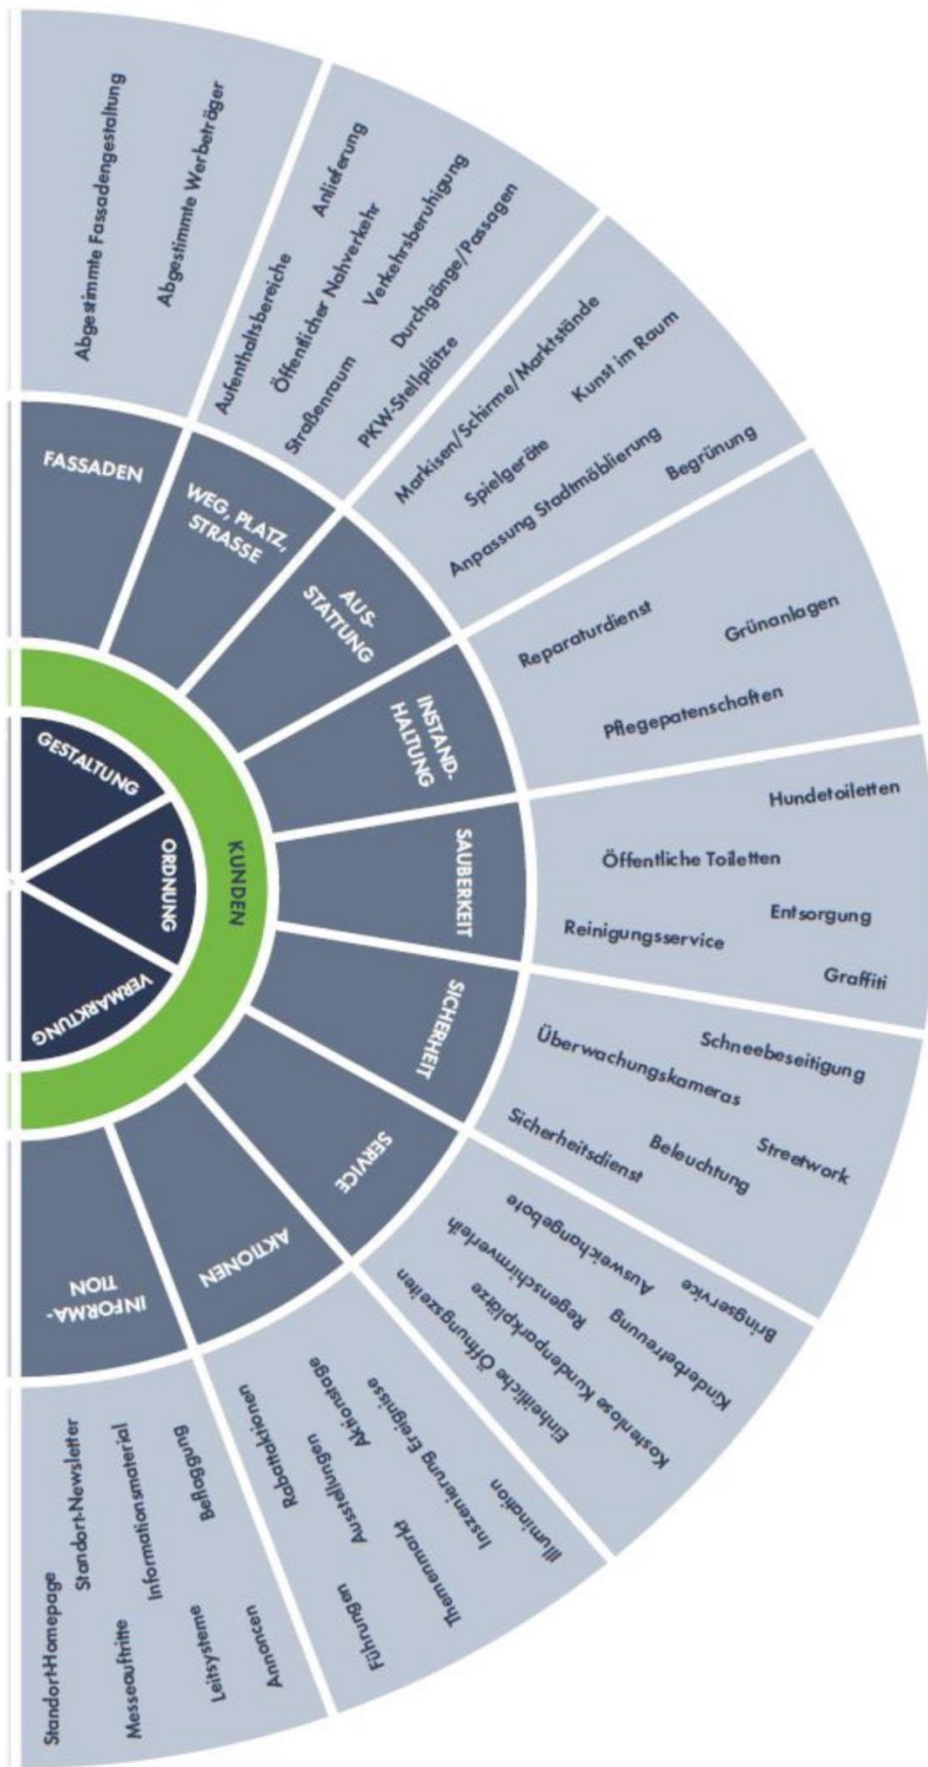 Abgestimmte Fassadengestaltung
Abgestimmte Werbeträger
FASSADEN
Aufenthaltsbereiche
Anlieferung
Öffentlicher Nahverkehr
Straßenraum
Verkehrsberuhigung
Durchgänge/Passagen
PKW-Stellplätze
WEG, PLATZ,
STRASSE
Markisen/Schirme/Marktstände
Spielgeräte
Kunst im Raum
Anpassung Stadtmöblierung
Begrünung
AUS-
STATTUNG
Reparaturdienst
Grünanlagen
Pflegepatenschaften
INSTAND-
HALTUNG
Hundetoiletten
Öffentliche Toiletten
Entsorgung
Reinigungsservice
Graffiti
SAUBERKEIT
Schneebeseitigung
Überwachungskameras
Streetwork
Beleuchtung
Sicherheitsdienst
SICHERHEIT
Bringservice
Ausweichangebote
Kinderbetreuung
Regenschirmverleih
Kostenlose Kundenparkplätze
Einheitliche Öffnungszeiten
SERVICE
Illumination
Inszenierung Ereignisse
Aktionstage
Themenmarkt
Ausstellungen
Rabattaktionen
Führungen
AKTIONEN
Annoncen
Beflaggung
Leitsysteme
Informationsmaterial
Messeauftritte
Standort-Newsletter
Standort-Homepage
INFORMA-
TION
KUNDEN
GESTALTUNG
ORDNUNG
VERMARKTUNG